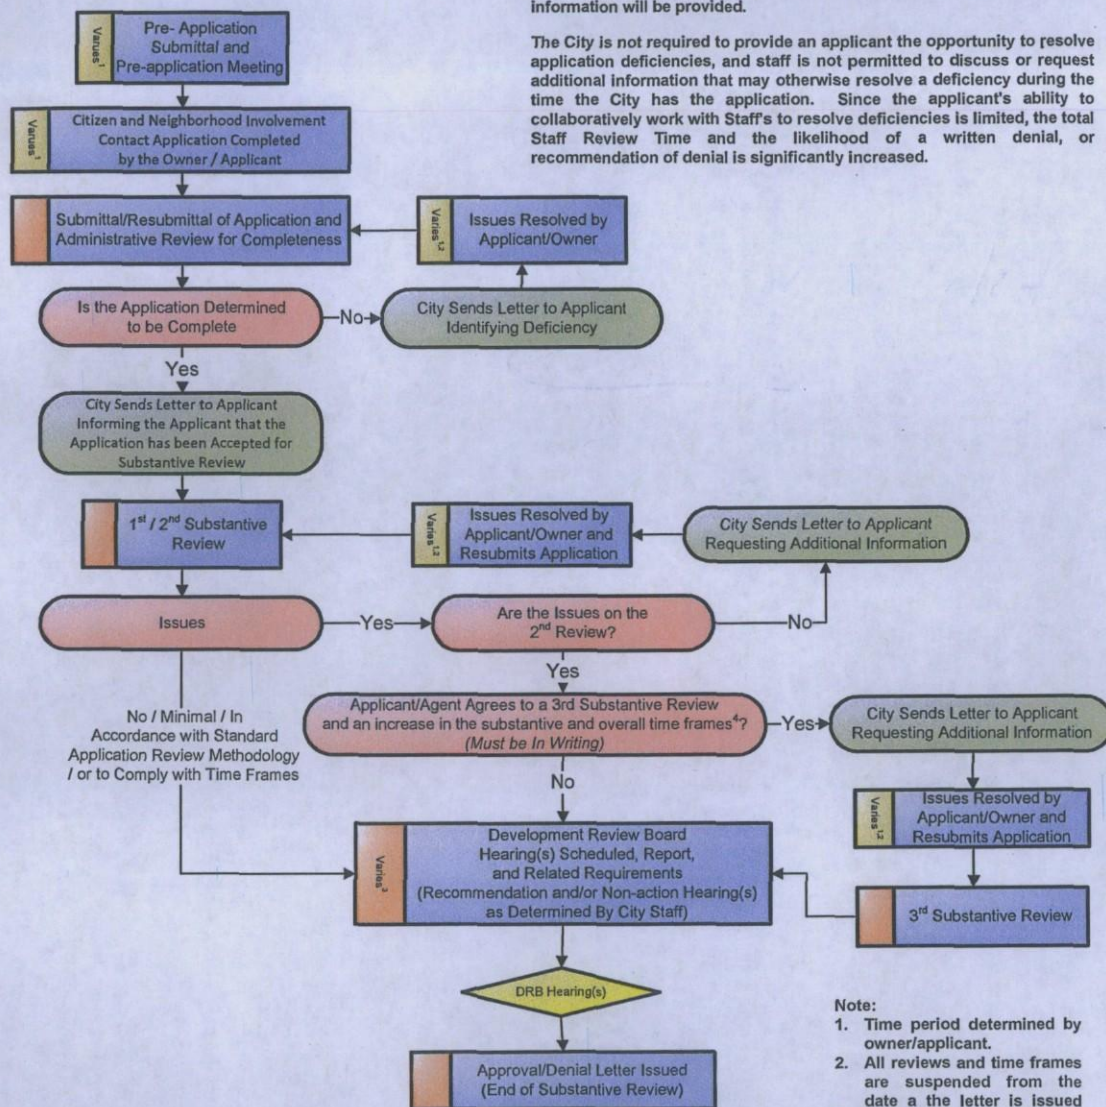 information will be provided.
The City is not required to provide an applicant the opportunity to resolve
application deficiencies, and staff is not permitted to discuss or request
additional information that may otherwise resolve a deficiency during the
time the City has the application. Since the applicant's ability to
collaboratively work with Staff's to resolve deficiencies is limited, the total
Staff Review Time and the likelihood of a written denial, or
recommendation of denial is significantly increased.
Varues1
Pre- Application
Submittal and
Pre-application Meeting
Varues1
Citizen and Neighborhood Involvement
Contact Application Completed
by the Owner / Applicant
Submittal/Resubmittal of Application and
Administrative Review for Completeness
Varies1,2
Issues Resolved by
Applicant/Owner
Is the Application Determined
to be Complete
No
City Sends Letter to Applicant
Identifying Deficiency
Yes
City Sends Letter to Applicant
Informing the Applicant that the
Application has been Accepted for
Substantive Review
1st / 2nd Substantive
Review
Varies1,2
Issues Resolved by
Applicant/Owner and
Resubmits Application
City Sends Letter to Applicant
Requesting Additional Information
Issues
Yes
Are the Issues on the
2nd Review?
No
Yes
No / Minimal / In
Accordance with Standard
Application Review Methodology
/ or to Comply with Time Frames
Applicant/Agent Agrees to a 3rd Substantive Review
and an increase in the substantive and overall time frames4?
(Must be In Writing)
Yes
City Sends Letter to Applicant
Requesting Additional Information
No
Varies1,2
Issues Resolved by
Applicant/Owner and
Resubmits Application
Varies3
Development Review Board
Hearing(s) Scheduled, Report,
and Related Requirements
(Recommendation and/or Non-action Hearing(s)
as Determined By City Staff)
3rd Substantive Review
DRB Hearing(s)
Approval/Denial Letter Issued
(End of Substantive Review)
Note:
1. Time period determined by
owner/applicant.
2. All reviews and time frames
are suspended from the
date a the letter is issued